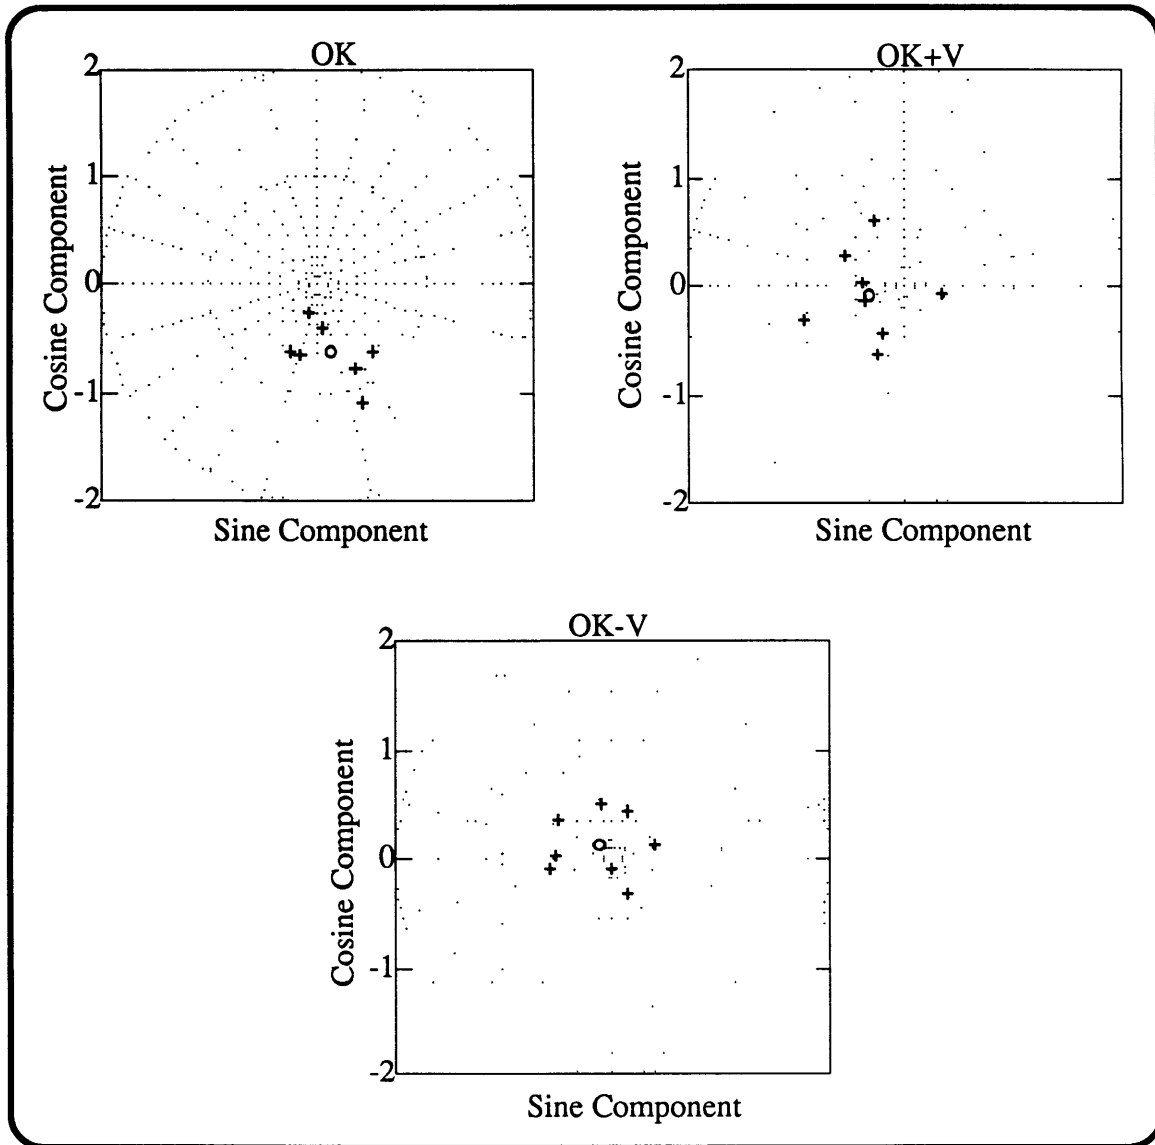 OK
2
1
0
-1
-2
Cosine Component
Sine Component
OK+V
2
1
0
-1
-2
Cosine Component
Sine Component
OK-V
2
1
0
-1
-2
Cosine Component
Sine Component